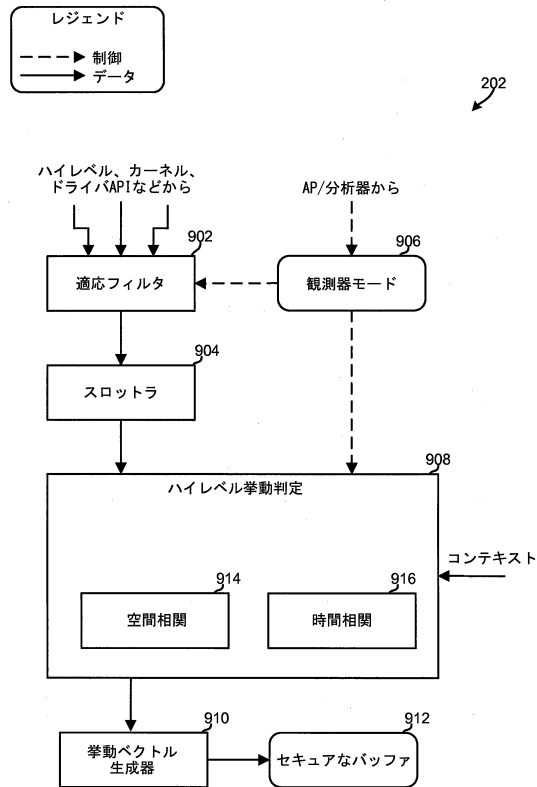 レジェンド
制御
データ
202
ハイレベル、カーネル、
ドライバAPIなどから
AP/分析器から
902
適応フィルタ
906
観測器モード
904
スロットラ
908
ハイレベル挙動判定
コンテキスト
914
空間相関
916
時間相関
910
挙動ベクトル
生成器
912
セキュアなバッファ